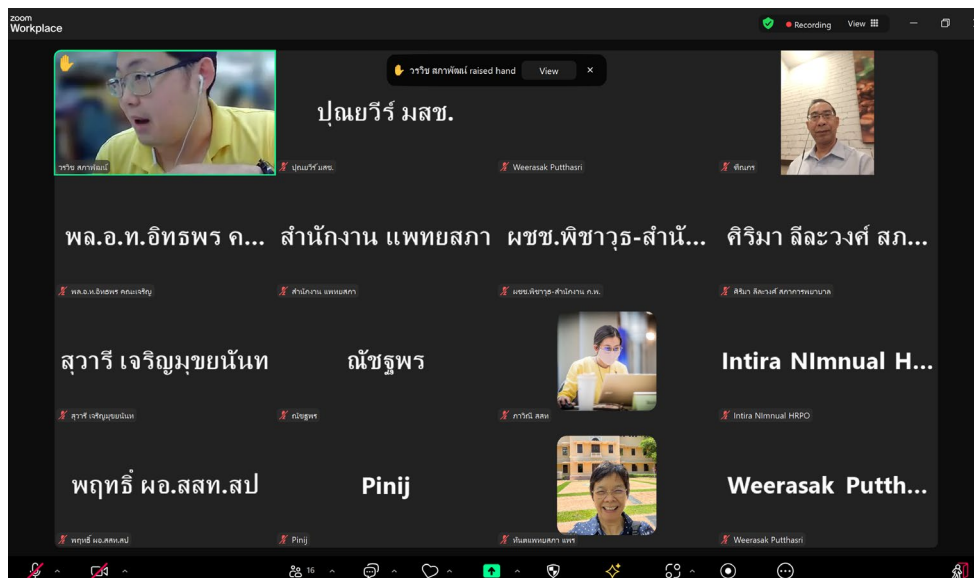 zoom
Workplace
Recording
View
วรวิช สภาพัฒน์ raised hand
View
วรวิช สภาพัฒน์
ปุณยวีร์ มสช.
ปุณยวีร์ มสช.
Weerasak Putthasri
ทิณกร
พล.อ.ท.อิทธพร ค...
สำนักงาน แพทยสภา
ผชช.พิชาวุธ-สำนั...
ศิริมา ลีละวงศ์ สภ...
พล.อ.ท.อิทธพร คณะเจริญ
สำนักงาน แพทยสภา
ผชช.พิชาวุธ-สำนักงาน ก.พ.
ศิริมา ลีละวงศ์ สภาการพยาบาล
สุวารี เจริญมุขยนันท
ณัชฐพร
Intira NImnual H...
สุวารี เจริญมุขยนันท
ณัชฐพร
ภาวิณี สสห
Intira NImnual HRPO
พฤทธิ์ ผอ.สสท.สป
Pinij
Weerasak Putth...
พฤทธิ์ ผอ.สสท.สป
Pinij
ทันตแพทยสภา แพร
Weerasak Putthasri
16